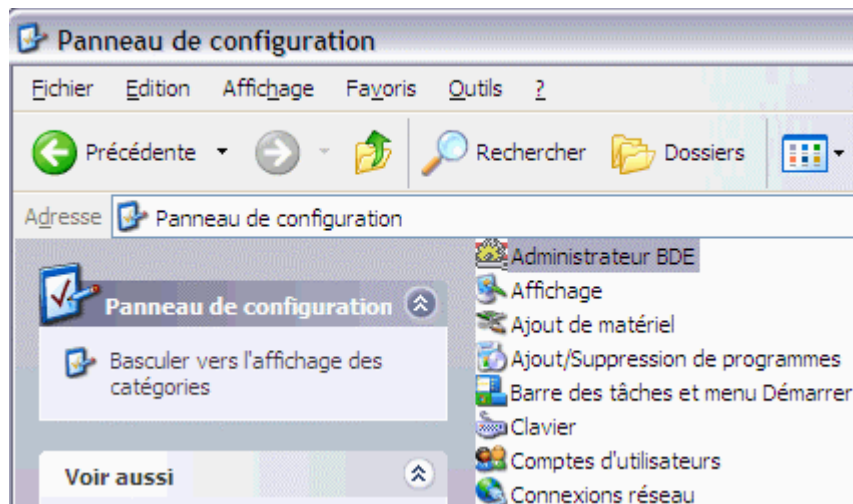 Panneau de configuration
Fichier Edition Affichage Favoris Outils ?
Précédente Rechercher Dossiers
Adresse Panneau de configuration
Panneau de configuration
Basculer vers l'affichage des
catégories
Voir aussi
Administrateur BDE
Affichage
Ajout de matériel
Ajout/Suppression de programmes
Barre des tâches et menu Démarrer
Clavier
Comptes d'utilisateurs
Connexions réseau